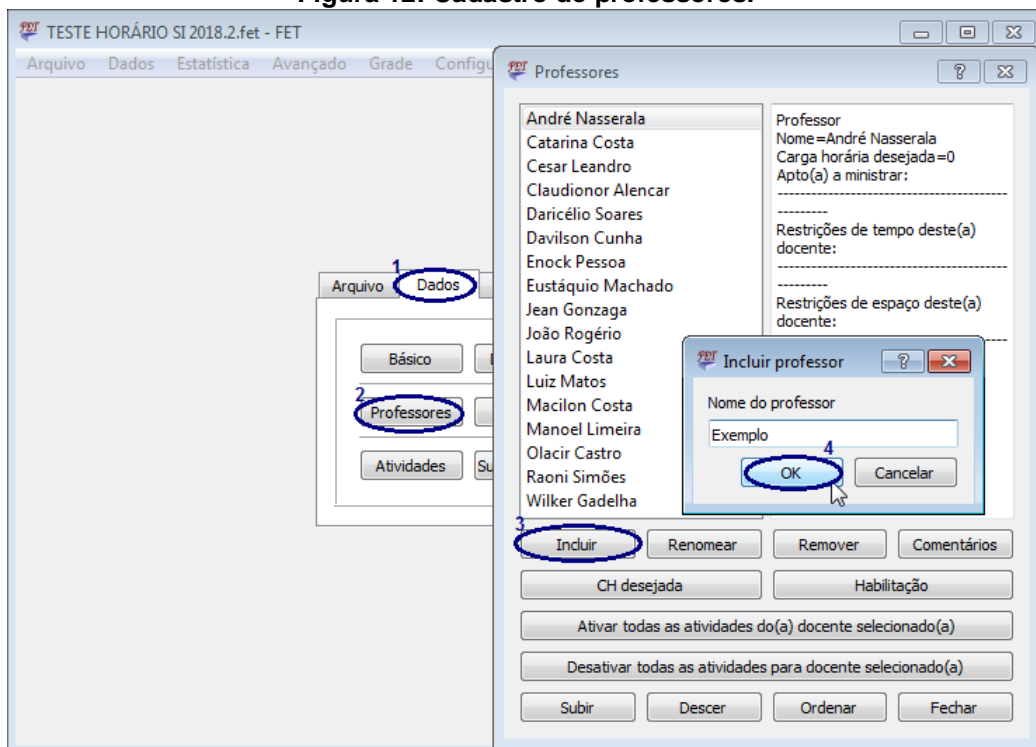 Figura 12: Cadastro de professores.
TESTE HORÁRIO SI 2018.2.fet - FET
Arquivo Dados Estatística Avançado Grade Configu
Professores
André Nasserala
Catarina Costa
Cesar Leandro
Claudionor Alencar
Daricélio Soares
Davilson Cunha
Enock Pessoa
Eustáquio Machado
Jean Gonzaga
João Rogério
Laura Costa
Luiz Matos
Macilon Costa
Manoel Limeira
Olacir Castro
Raoni Simões
Wilker Gadelha
Professor
Nome=André Nasserala
Carga horária desejada=0
Apto(a) a ministrar:
------------------------------------------
---------
Restrições de tempo deste(a)
docente:
------------------------------------------
---------
Restrições de espaço deste(a)
docente:
1
Arquivo Dados
Básico
2
Professores
Atividades Su
Incluir professor
Nome do professor
Exemplo
4
OK Cancelar
3
Incluir Renomear Remover Comentários
CH desejada Habilitação
Ativar todas as atividades do(a) docente selecionado(a)
Desativar todas as atividades para docente selecionado(a)
Subir Descer Ordenar Fechar